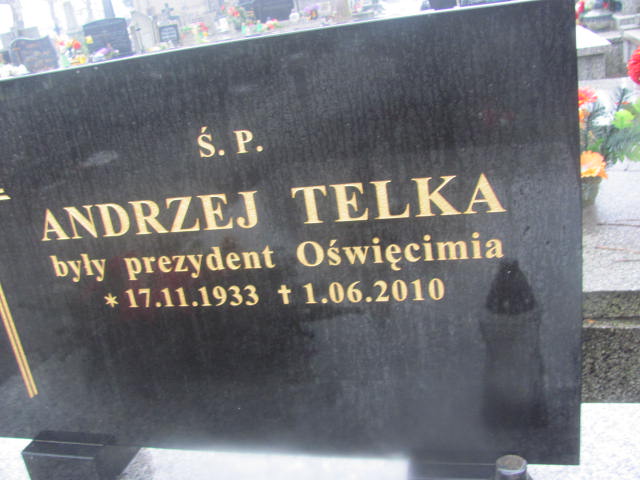 Ś. P.
ANDRZEJ TELKA
były prezydent Oświęcimia
* 17.11.1933 † 1.06.2010